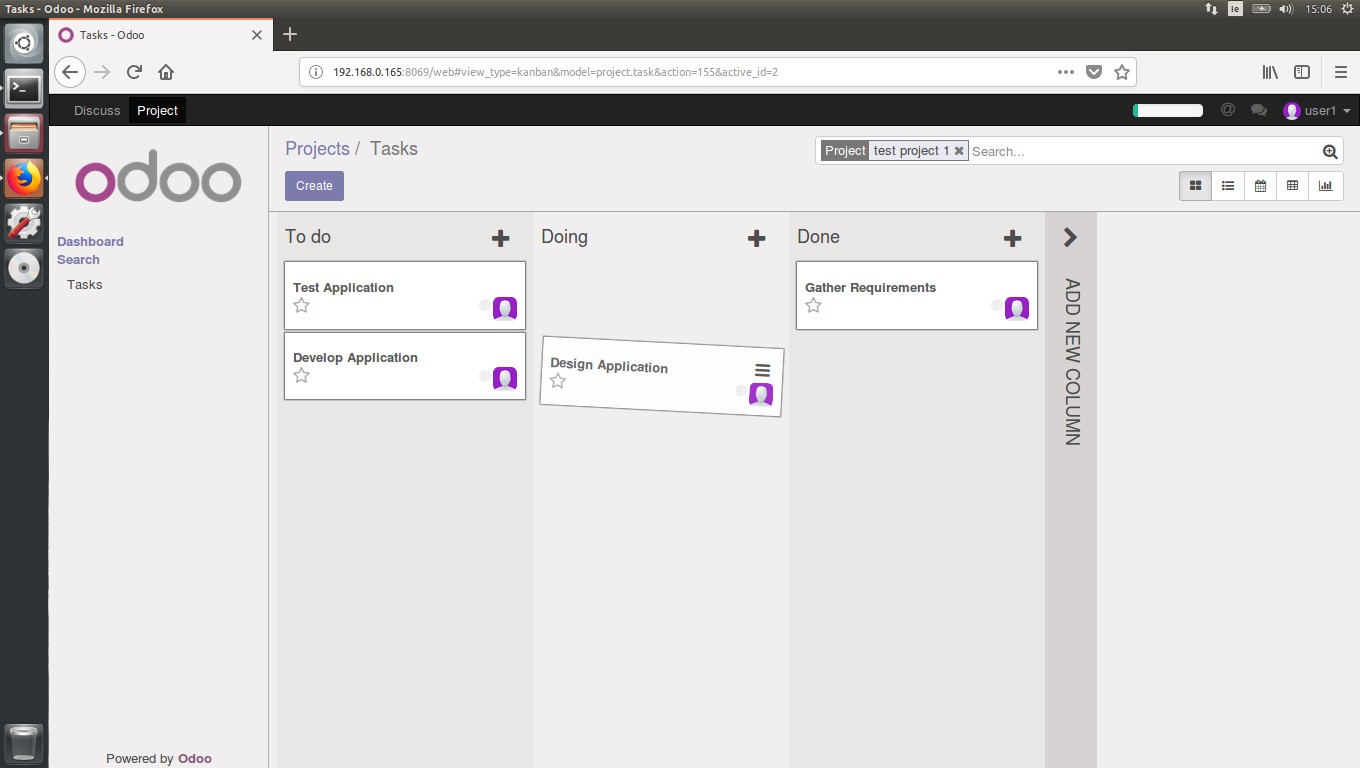 Tasks - Odoo - Mozilla Firefox
Ie
15:06
Tasks - Odoo
192.168.0.165:8069/web#view_type=kanban&model=project.task&action=155&active_id=2
Discuss
Project
@
user1
odoo
Projects / Tasks
Project
test project 1
Search...
Create
Dashboard
Search
Tasks
To do
Doing
Done
Test Application
Develop Application
Design Application
Gather Requirements
ADD NEW COLUMN
Powered by Odoo